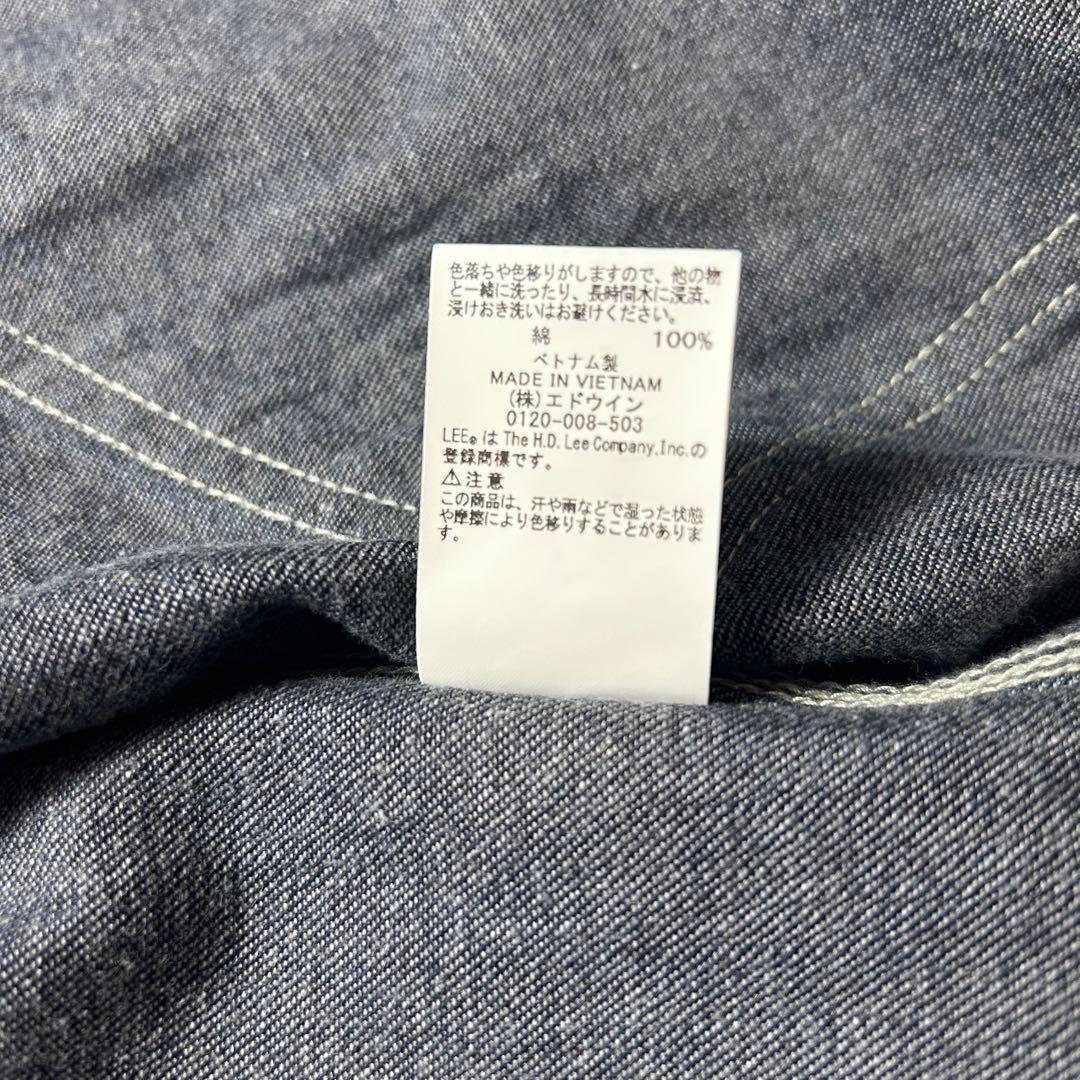 色落ちや色移りがしますので、他の物
と一緒に洗ったり、長時間水に浸漬、
浸けおき洗いはお避けください。
綿 100%
ベトナム製
MADE IN VIETNAM
(株)エドウイン
0120-008-503
LEE® は The H.D. Lee Company, Inc.の
登録商標です。
⚠注意
この商品は、汗や雨などで湿った状態
や摩擦により色移りすることがありま
す。